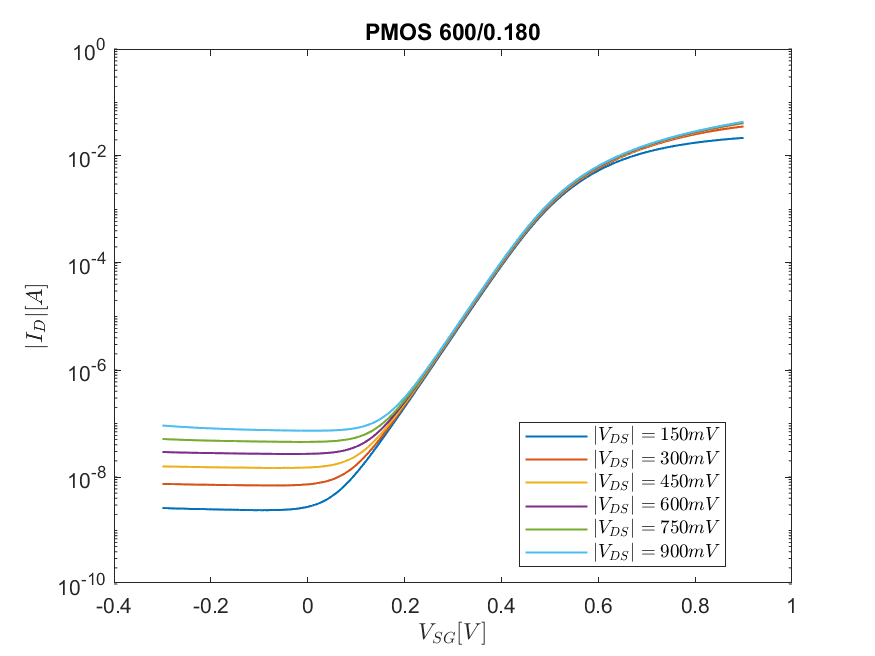 PMOS 600/0.180
10^0
10^-2
10^-4
10^-6
10^-8
10^-10
|I_D|[A]
|V_DS| = 150mV
|V_DS| = 300mV
|V_DS| = 450mV
|V_DS| = 600mV
|V_DS| = 750mV
|V_DS| = 900mV
-0.4 -0.2 0 0.2 0.4 0.6 0.8 1
V_SG[V]